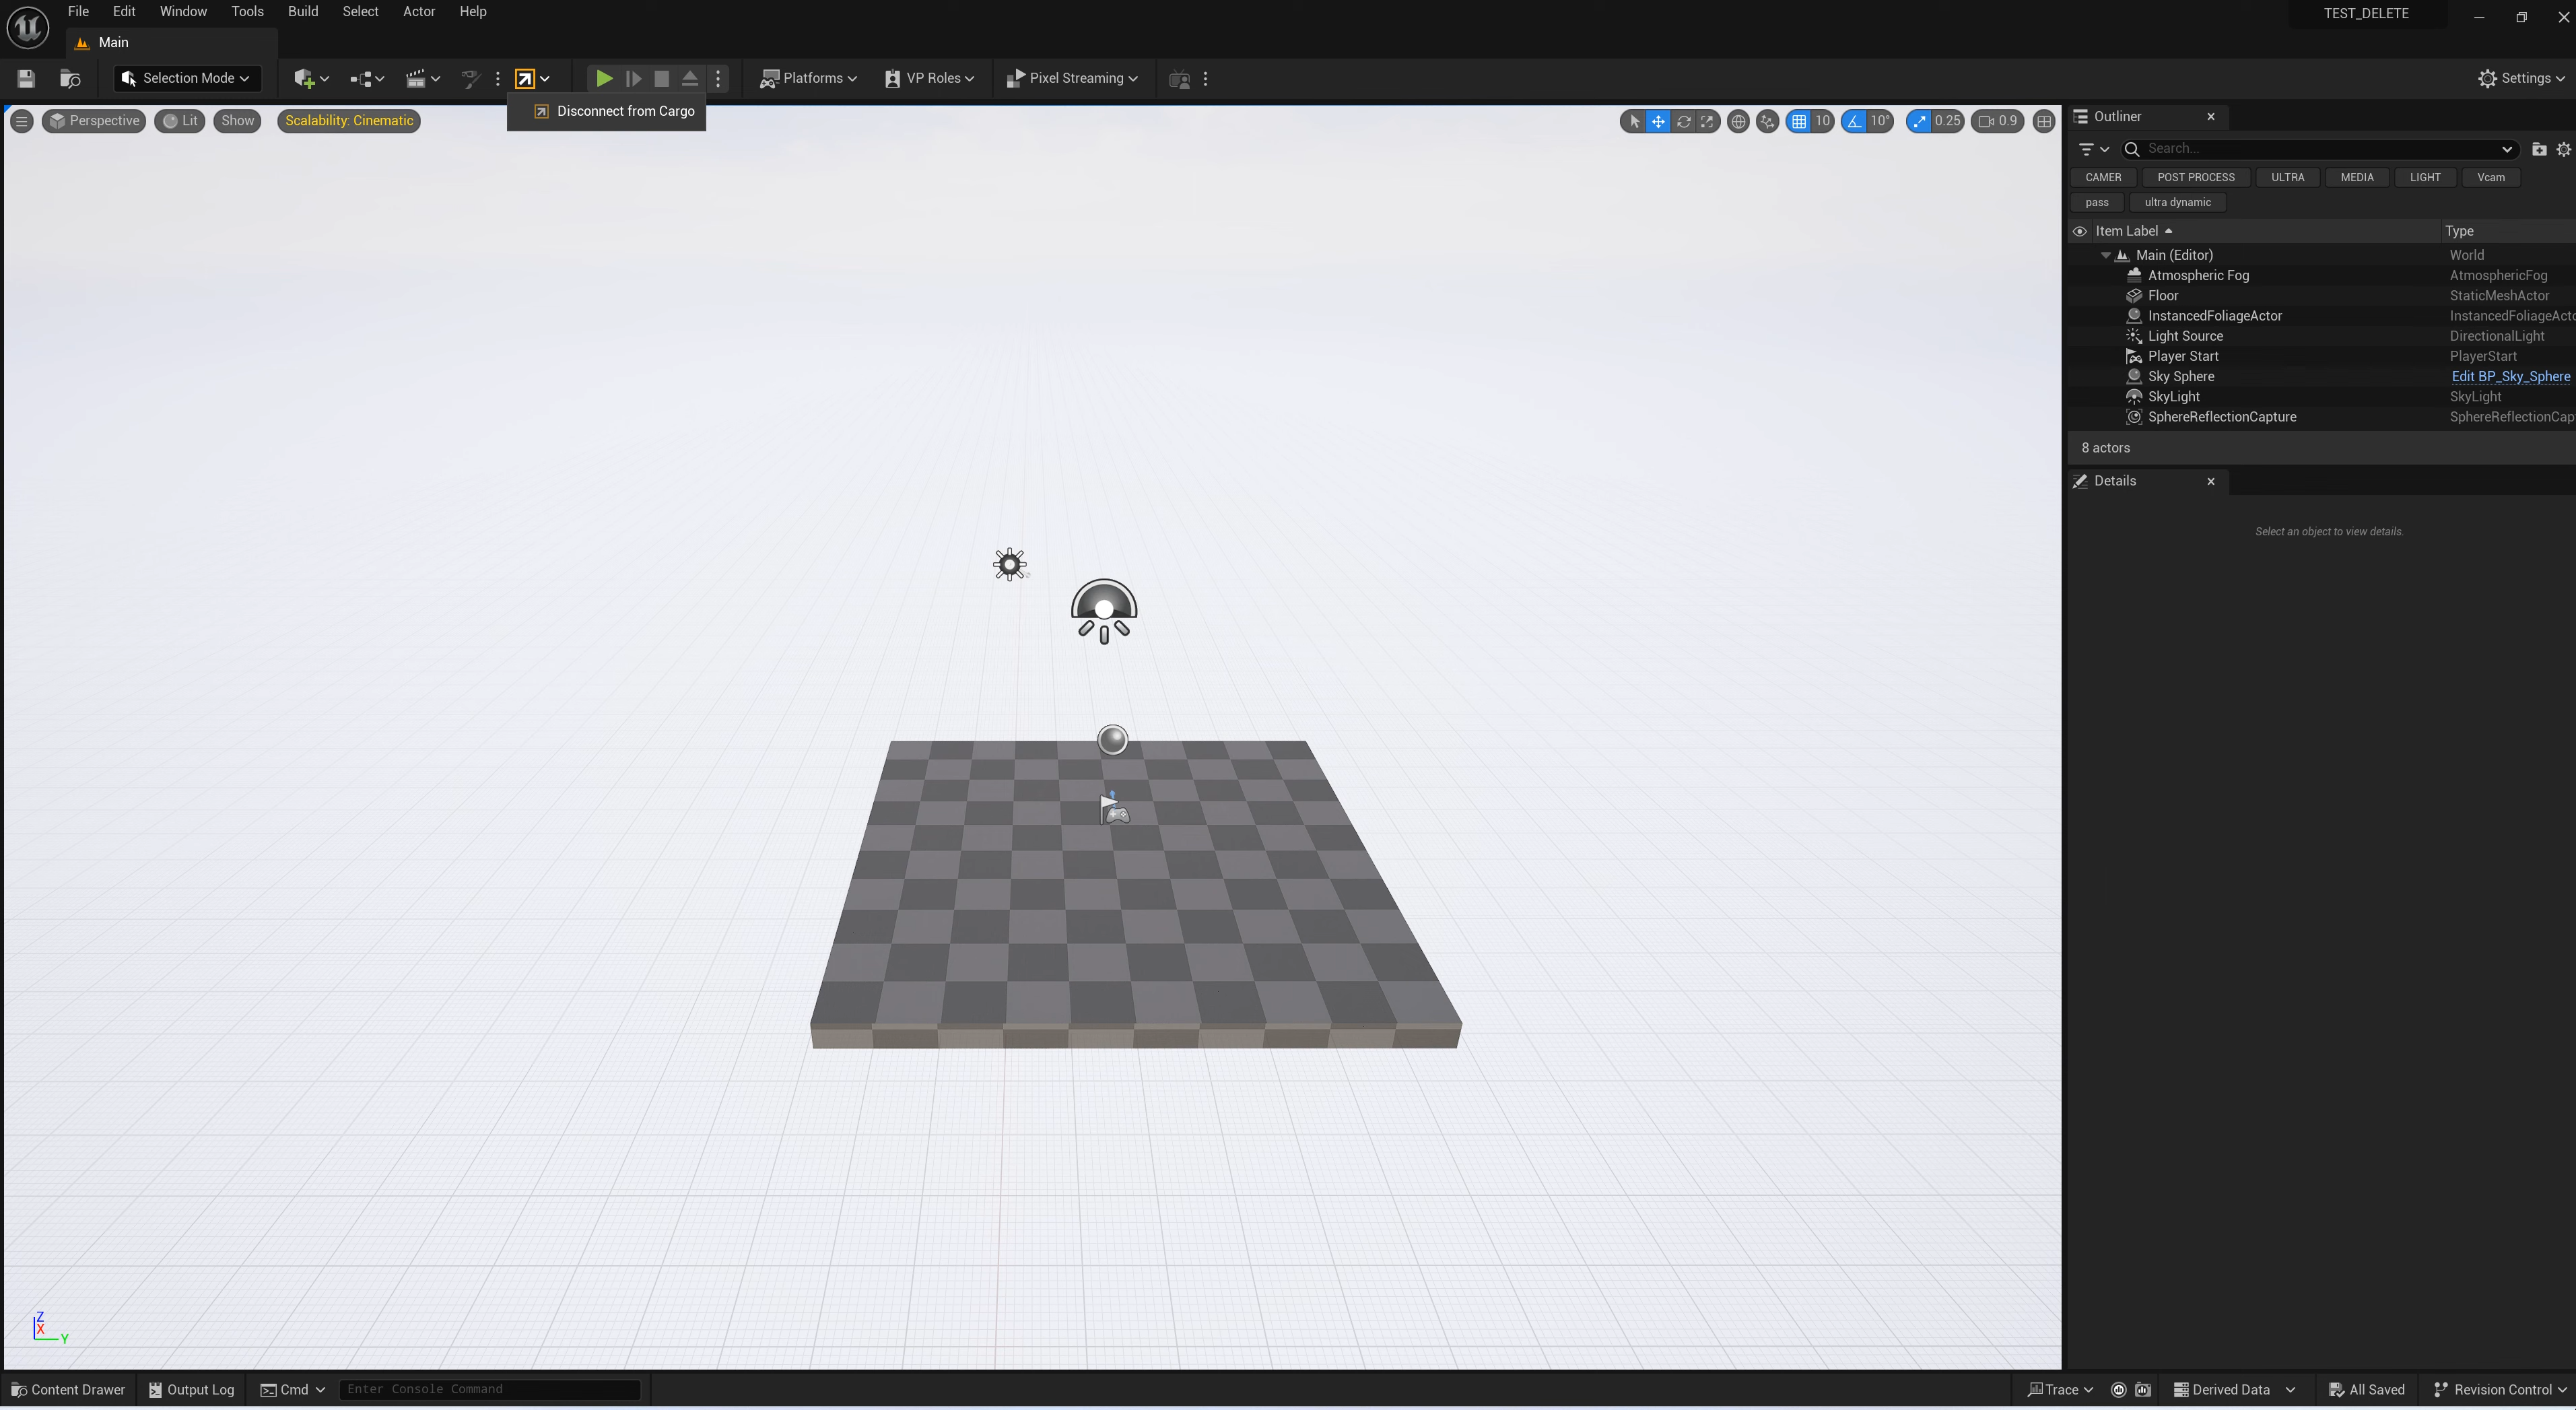 File Edit Window Tools Build Select Actor Help
TEST_DELETE
Main
Selection Mode
Platforms
VP Roles
Pixel Streaming
Settings
Disconnect from Cargo
Perspective
Lit
Show
Scalability: Cinematic
10
10°
0.25
0.9
Outliner
Search...
CAMER POST PROCESS ULTRA MEDIA LIGHT Vcam
pass ultra dynamic
Item Label Type
Main (Editor) World
Atmospheric Fog AtmosphericFog
Floor StaticMeshActor
InstancedFoliageActor InstancedFoliageActo
Light Source DirectionalLight
Player Start PlayerStart
Sky Sphere Edit BP_Sky_Sphere
SkyLight SkyLight
SphereReflectionCapture SphereReflectionCap
8 actors
Details
Select an object to view details.
Z
X
Y
Content Drawer
Output Log
Cmd
Enter Console Command
Trace
Derived Data
All Saved
Revision Control